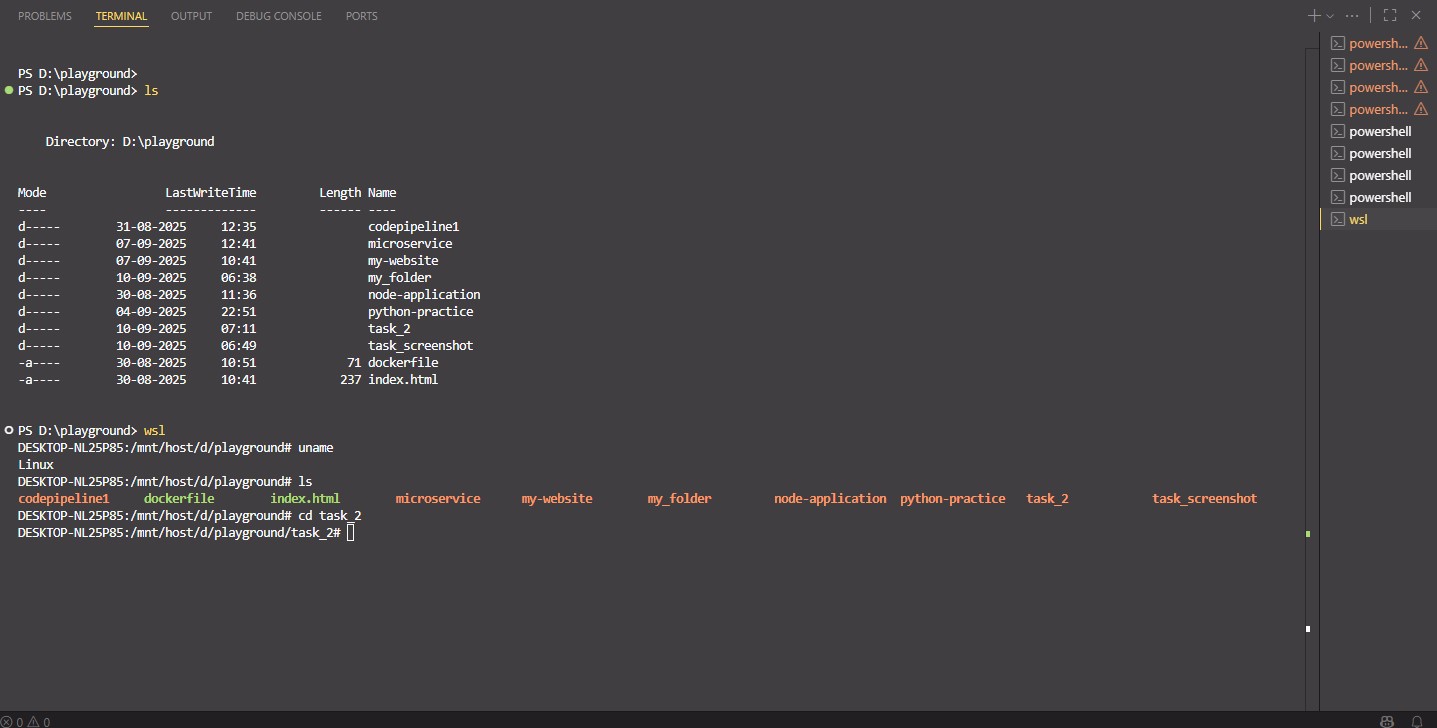 PROBLEMS TERMINAL OUTPUT DEBUG CONSOLE PORTS
PS D:\playground>
PS D:\playground> ls
Directory: D:\playground
Mode LastWriteTime Length Name
---- ------------- ------ ----
d----- 31-08-2025 12:35 codepipeline1
d----- 07-09-2025 12:41 microservice
d----- 07-09-2025 10:41 my-website
d----- 10-09-2025 06:38 my_folder
d----- 30-08-2025 11:36 node-application
d----- 04-09-2025 22:51 python-practice
d----- 10-09-2025 07:11 task_2
d----- 10-09-2025 06:49 task_screenshot
-a---- 30-08-2025 10:51 71 dockerfile
-a---- 30-08-2025 10:41 237 index.html
PS D:\playground> wsl
DESKTOP-NL25P85:/mnt/host/d/playground# uname
Linux
DESKTOP-NL25P85:/mnt/host/d/playground# ls
codepipeline1 dockerfile index.html microservice my-website my_folder node-application python-practice task_2 task_screenshot
DESKTOP-NL25P85:/mnt/host/d/playground# cd task_2
DESKTOP-NL25P85:/mnt/host/d/playground/task_2#
powersh...
powersh...
powersh...
powersh...
powershell
powershell
powershell
powershell
wsl
0 0